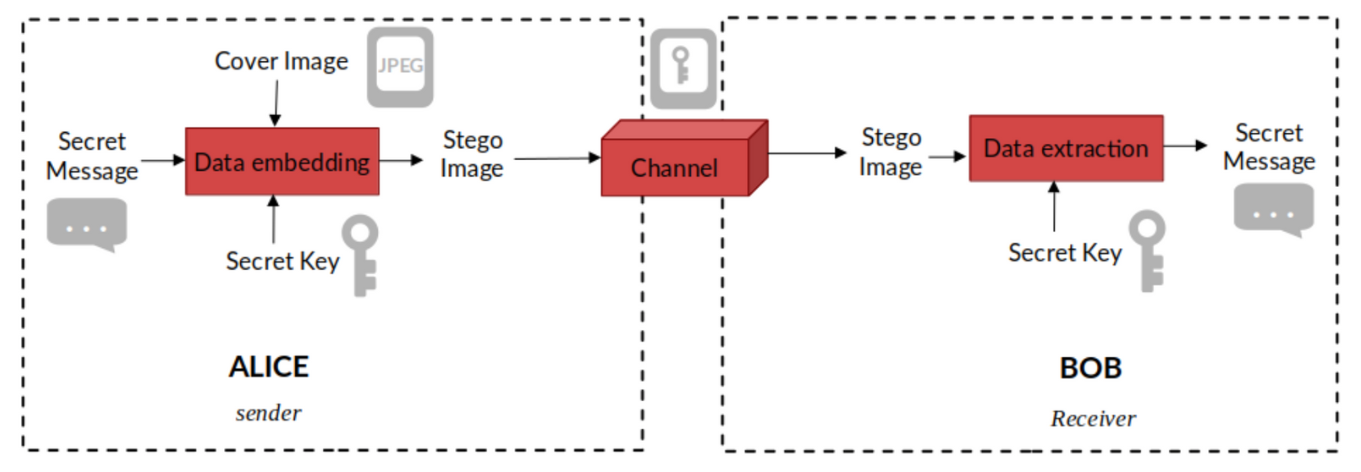 Cover Image
JPEG
Secret
Message
Data embedding
Stego
Image
Channel
Secret Key
ALICE
sender
Stego
Image
Data extraction
Secret
Message
Secret Key
BOB
Receiver